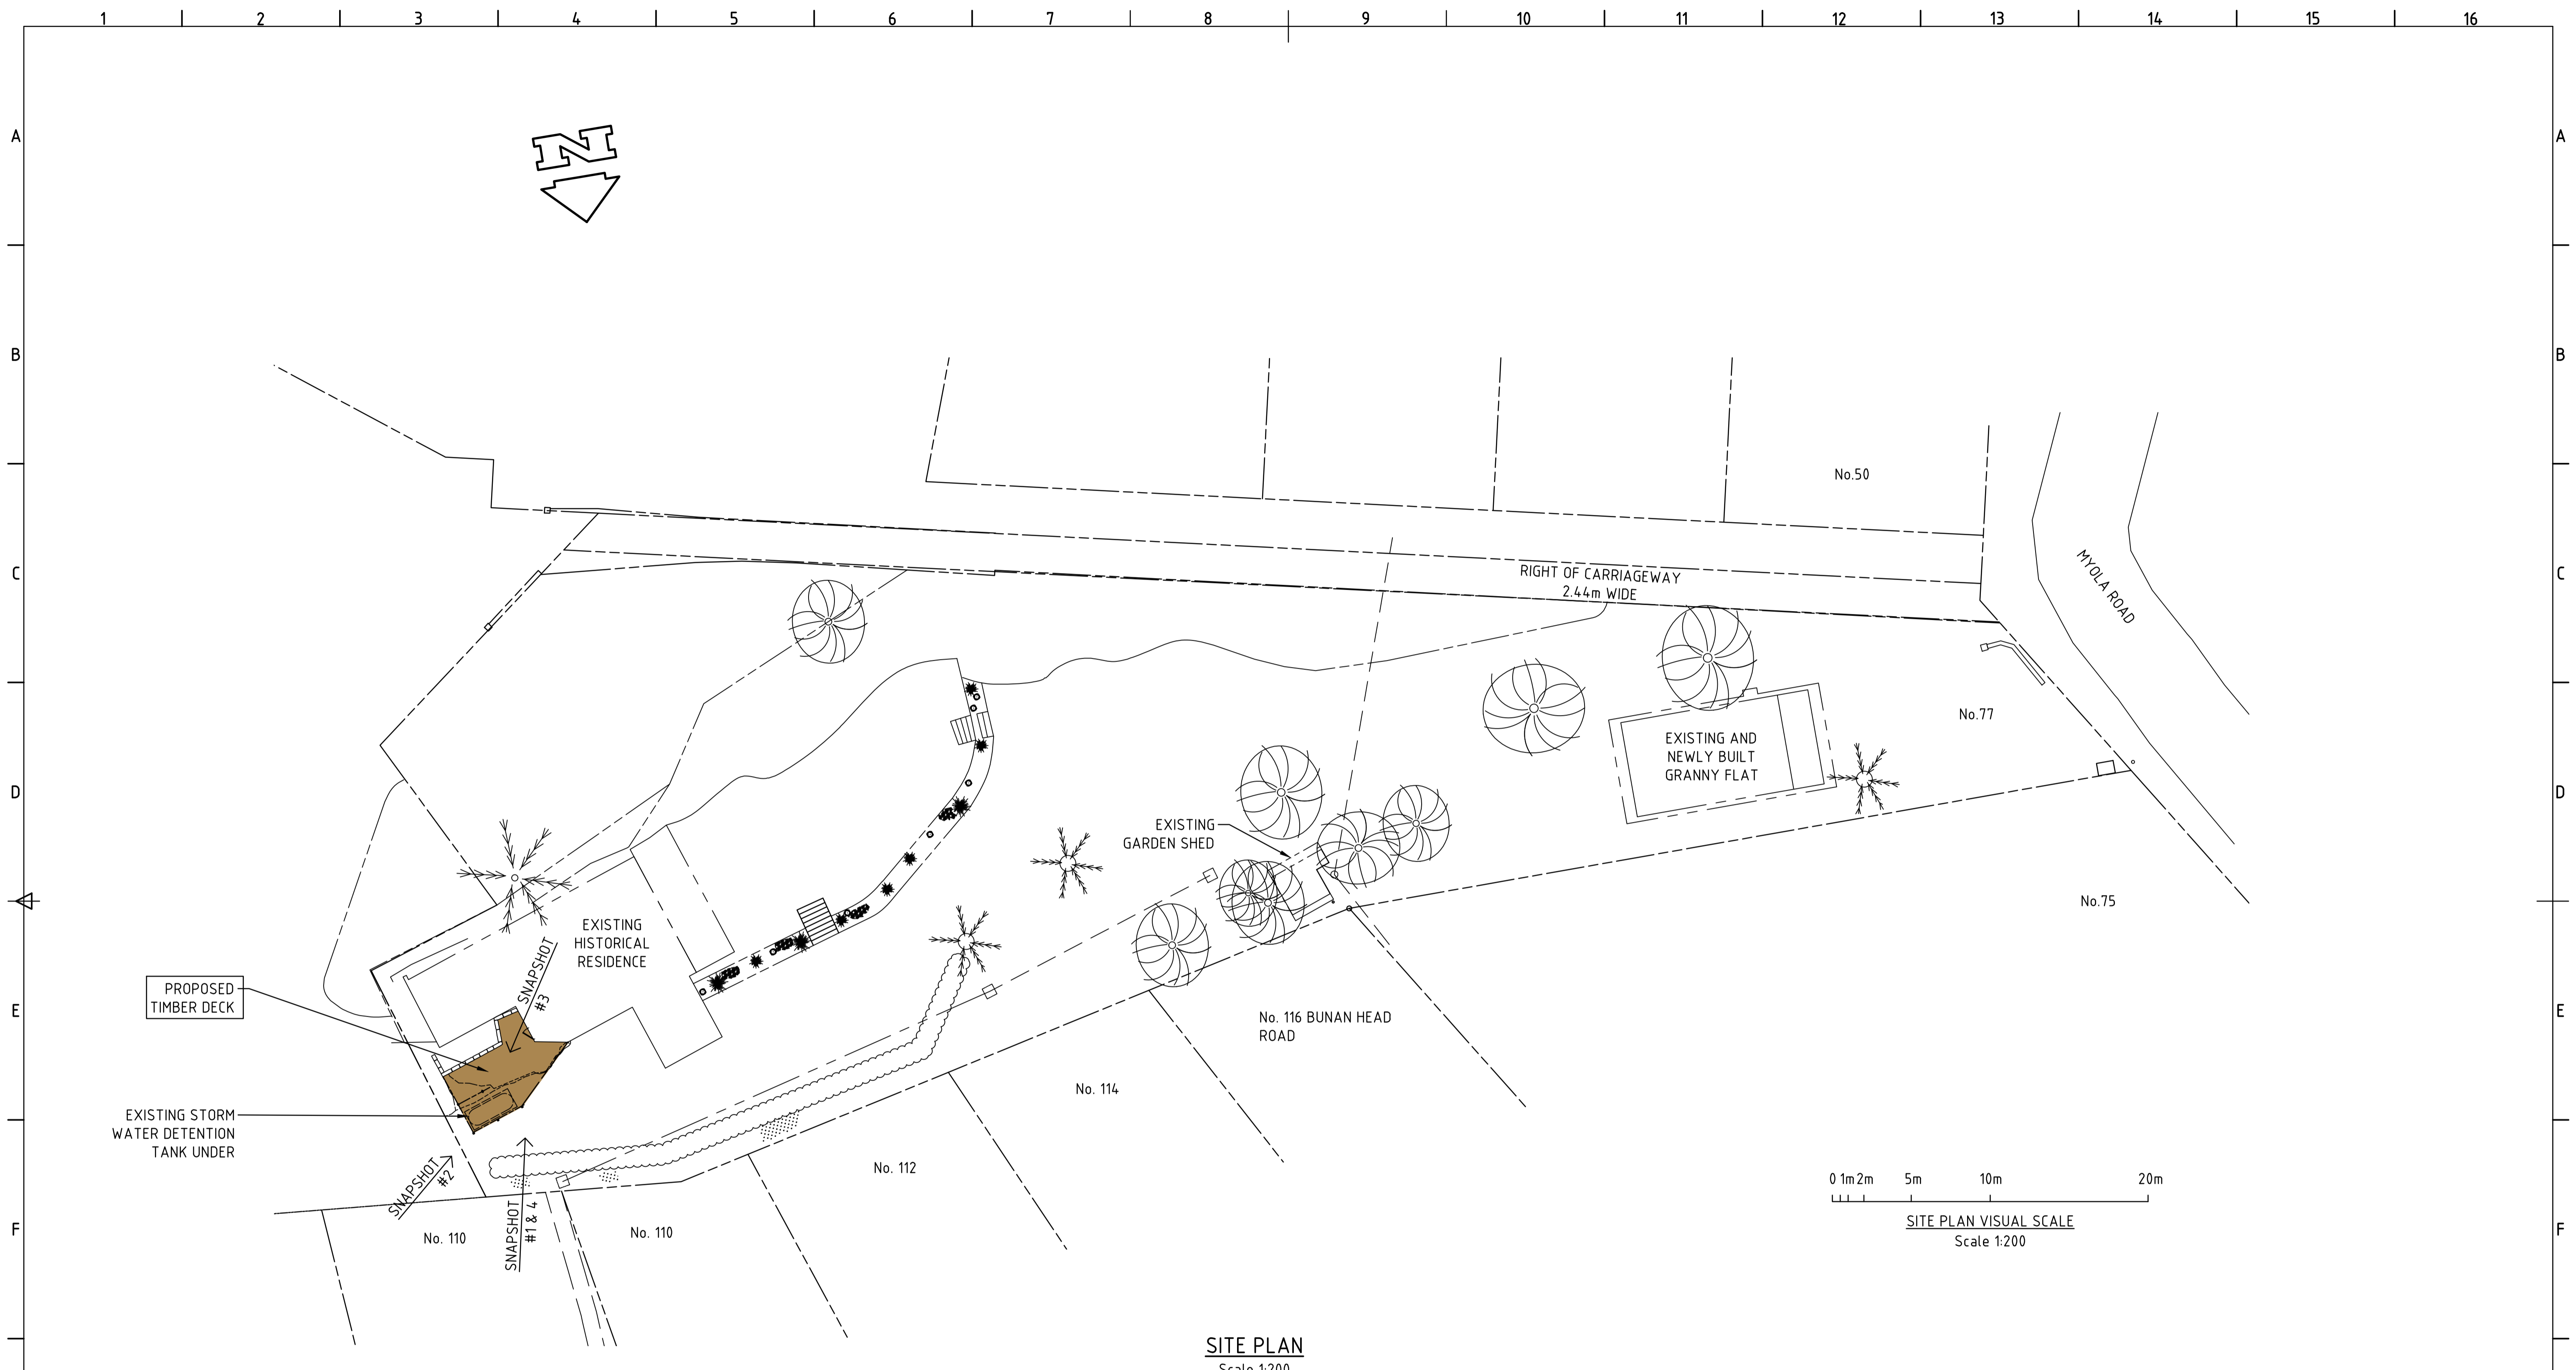 1 2 3 4 5 6 7 8 9 10 11 12 13 14 15 16
A A
N
B B
No.50
C C
RIGHT OF CARRIAGEWAY
2.44m WIDE
MYOLA ROAD
No.77
EXISTING AND
NEWLY BUILT
GRANNY FLAT
D D
EXISTING
GARDEN SHED
No.75
EXISTING
HISTORICAL
RESIDENCE
SNAPSHOT
#3
PROPOSED
TIMBER DECK
E E
No. 116 BUNAN HEAD
ROAD
No. 114
EXISTING STORM
WATER DETENTION
TANK UNDER
No. 112
SNAPSHOT
#2
SNAPSHOT
#1 & 4
0 1m 2m 5m 10m 20m
SITE PLAN VISUAL SCALE
Scale 1:200
F F
No. 110
No. 110
SITE PLAN
Scale 1:200